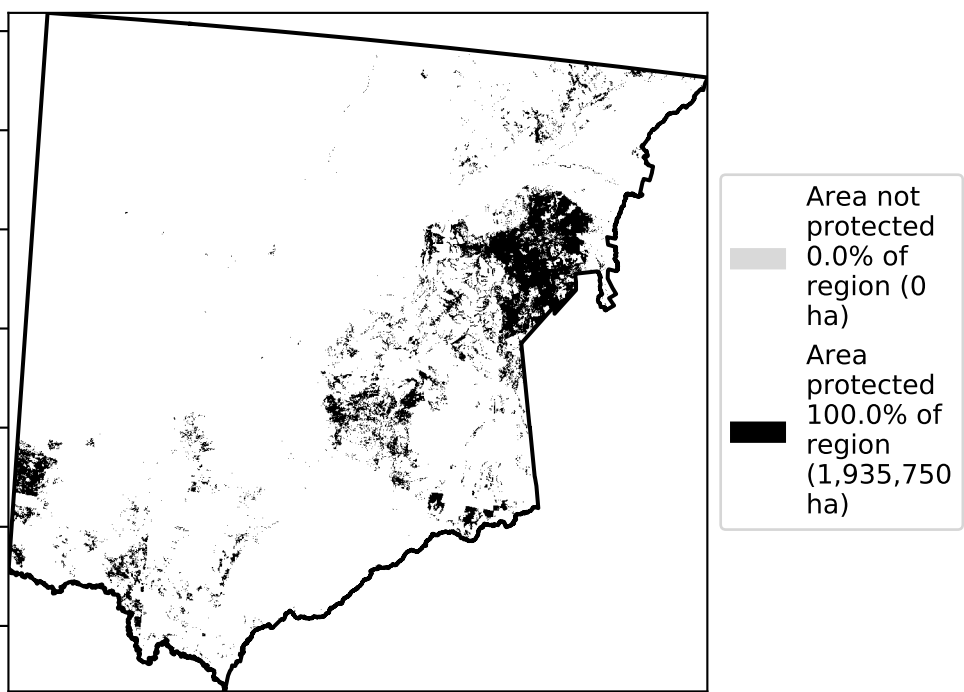 Area not
protected
0.0% of
region (0
ha)
Area
protected
100.0% of
region
(1,935,750
ha)